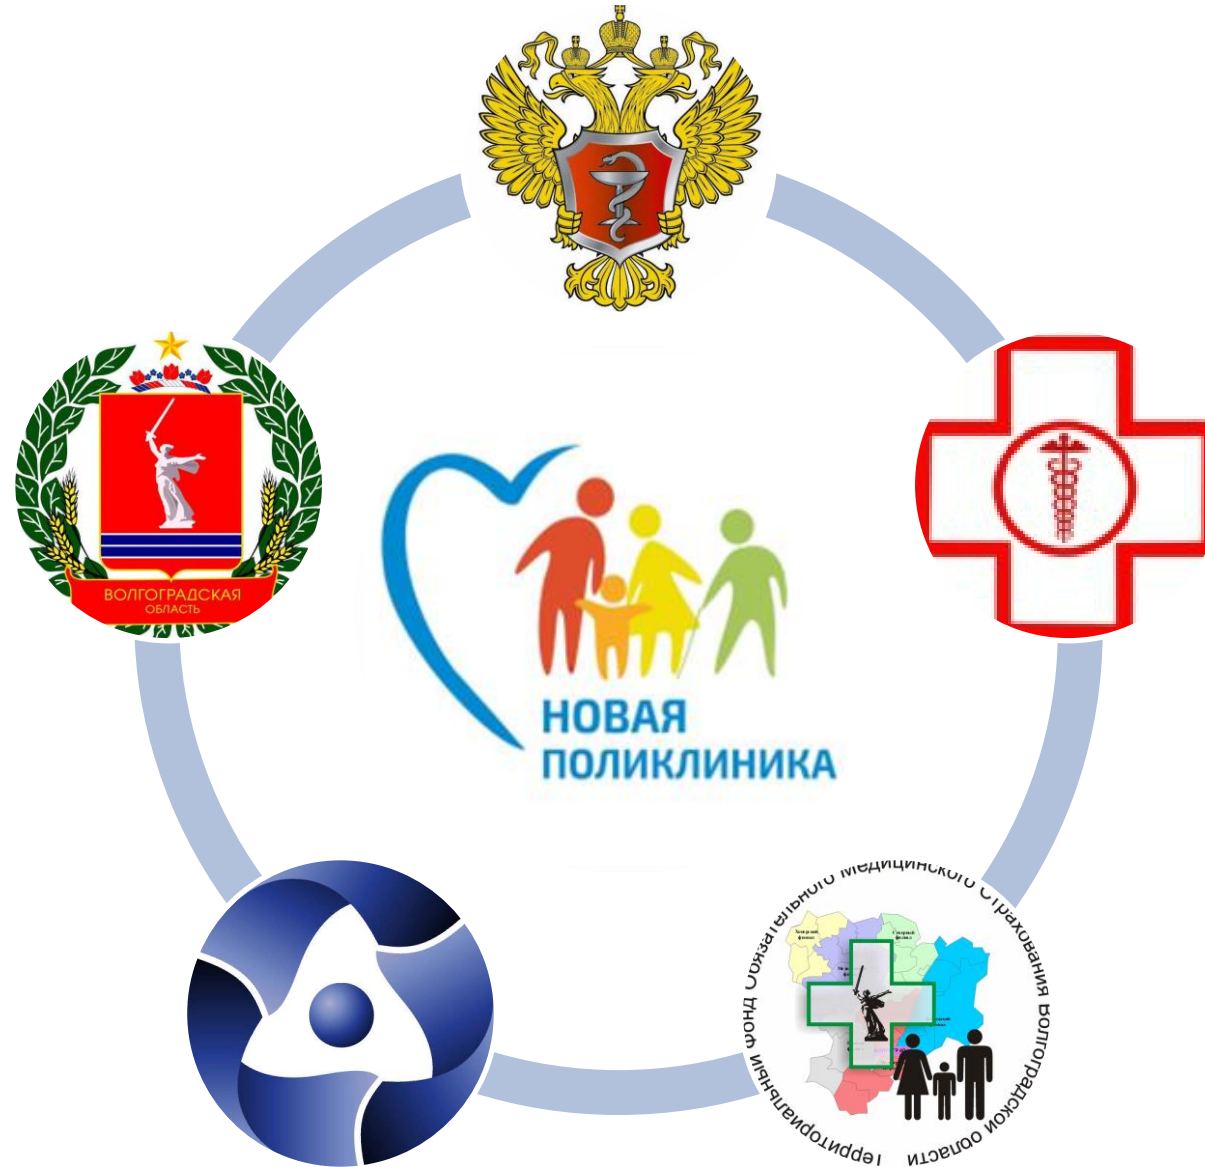 ВОЛГОГРАДСКАЯ
ОБЛАСТЬ
НОВАЯ
ПОЛИКЛИНИКА
Территориальный Фонд Обязательного Медицинского Страхования Волгоградской области